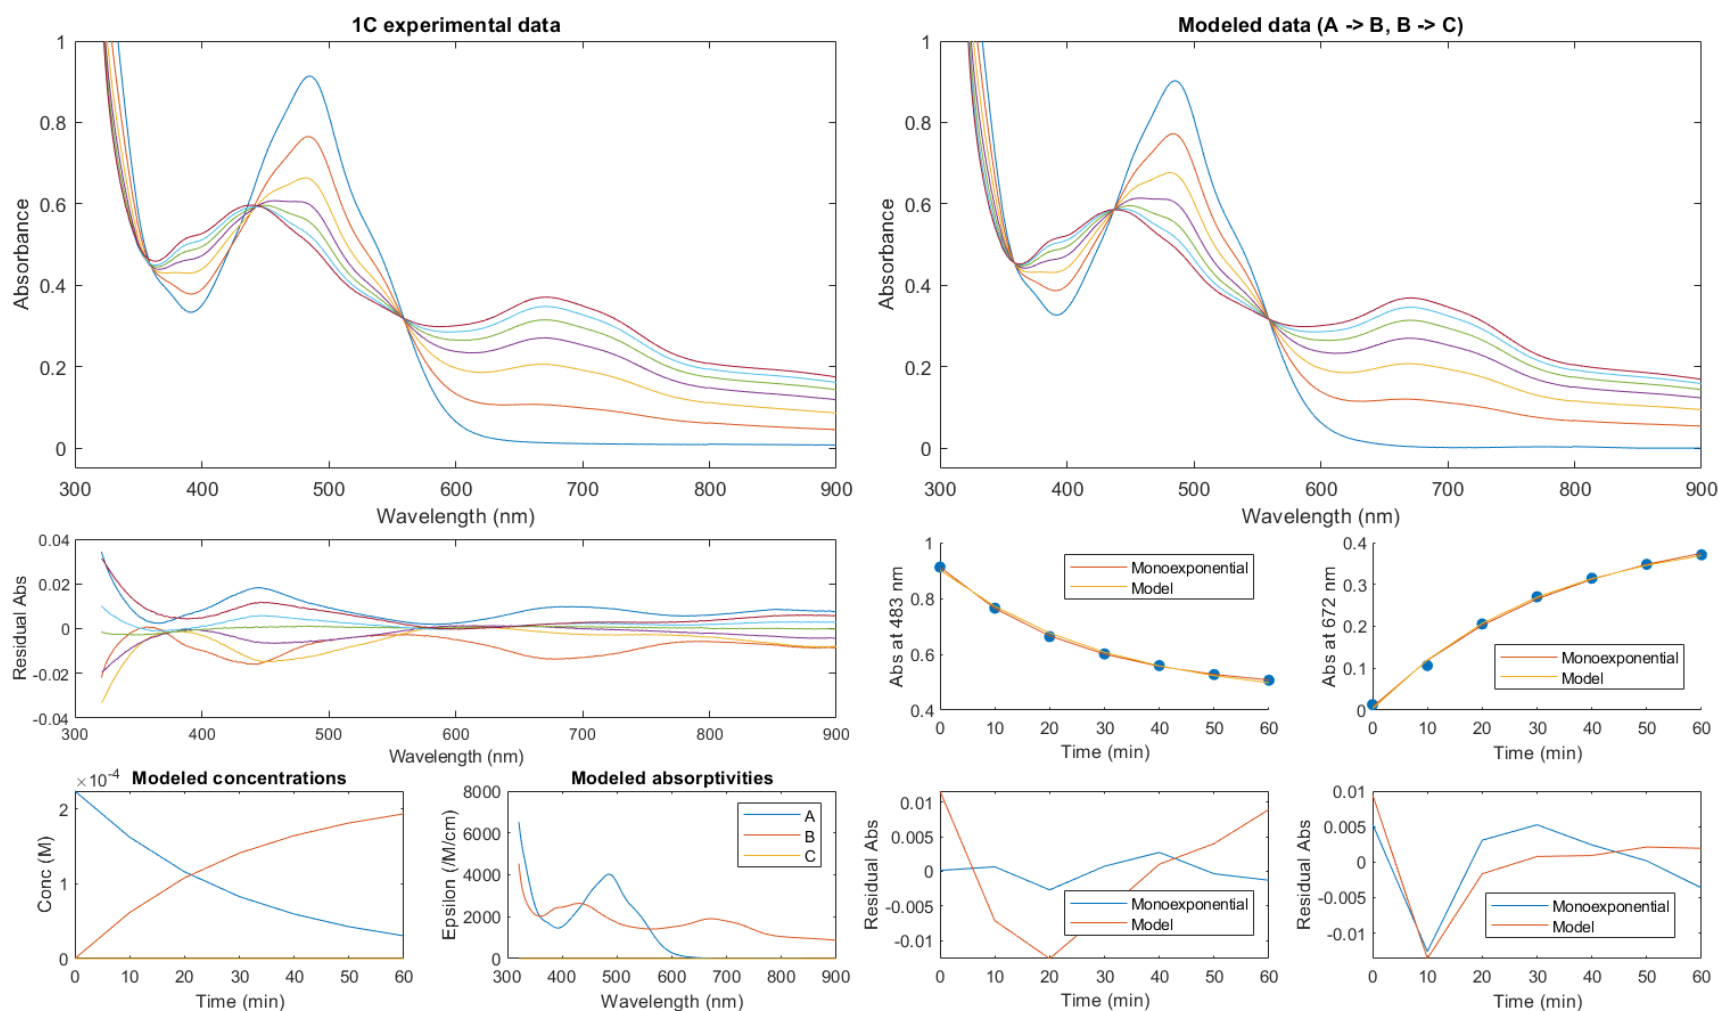 1C experimental data
1
0.8
0.6
0.4
0.2
0
Absorbance
300 400 500 600 700 800 900
Wavelength (nm)
Modeled data (A -> B, B -> C)
1
0.8
0.6
0.4
0.2
0
Absorbance
300 400 500 600 700 800 900
Wavelength (nm)
0.04
0.02
0
-0.02
-0.04
Residual Abs
300 400 500 600 700 800 900
Wavelength (nm)
1
0.8
0.6
0.4
Abs at 483 nm
Monoexponential
Model
0 10 20 30 40 50 60
Time (min)
0.4
0.3
0.2
0.1
0
Abs at 672 nm
Monoexponential
Model
0 10 20 30 40 50 60
Time (min)
×10-4
Modeled concentrations
2
1
0
Conc (M)
0 10 20 30 40 50 60
Time (min)
Modeled absorptivities
8000
6000
4000
2000
0
Epsilon (/M/cm)
A
B
C
300 400 500 600 700 800 900
Wavelength (nm)
0.01
0.005
0
-0.005
-0.01
Residual Abs
Monoexponential
Model
0 10 20 30 40 50 60
Time (min)
0.01
0.005
0
-0.005
-0.01
Residual Abs
Monoexponential
Model
0 10 20 30 40 50 60
Time (min)